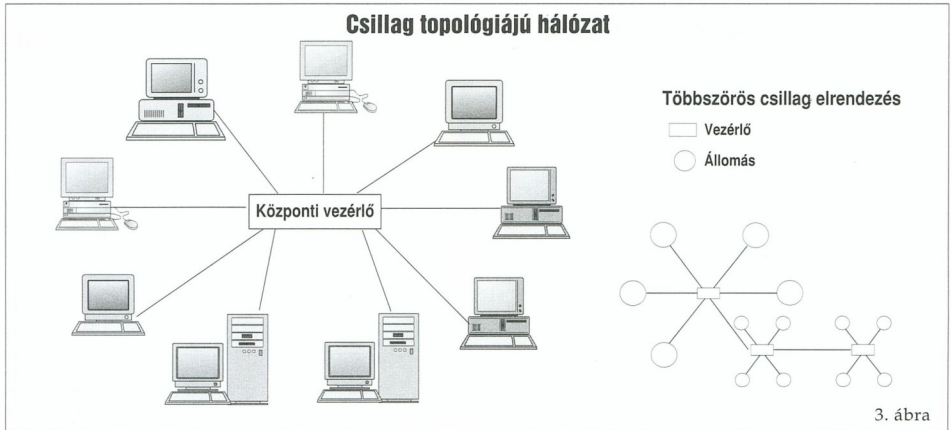 Csillag topológiájú hálózat
Központi vezérlő
Többszörös csillag elrendezés
Vezérlő
Állomás
3. ábra